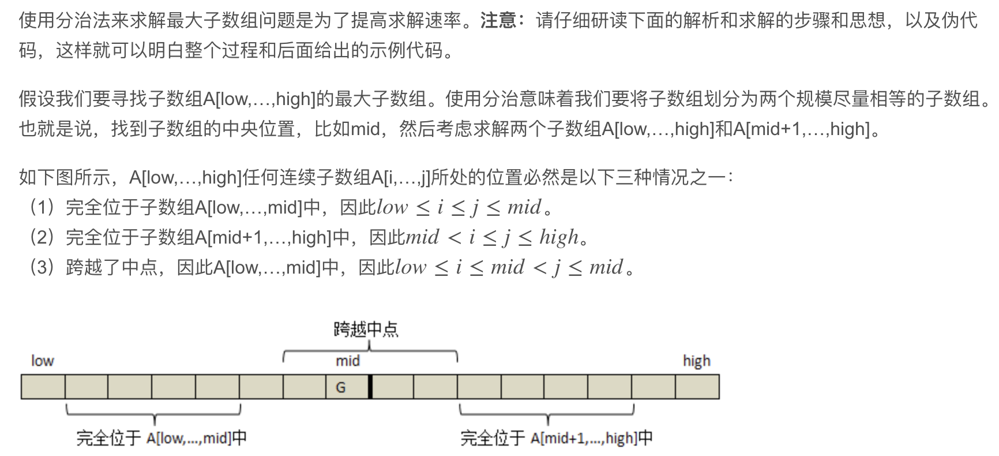 使用分治法来求解最大子数组问题是为了提高求解速率。注意：请仔细研读下面的解析和求解的步骤和思想，以及伪代
码，这样就可以明白整个过程和后面给出的示例代码。
假设我们要寻找子数组A[low,…,high]的最大子数组。使用分治意味着我们要将子数组划分为两个规模尽量相等的子数组。
也就是说，找到子数组的中央位置，比如mid，然后考虑求解两个子数组A[low,…,high]和A[mid+1,…,high]。
如下图所示，A[low,…,high]任何连续子数组A[i,…,j]所处的位置必然是以下三种情况之一：
（1）完全位于子数组A[low,…,mid]中，因此low ≤ i ≤ j ≤ mid。
（2）完全位于子数组A[mid+1,…,high]中，因此mid < i ≤ j ≤ high。
（3）跨越了中点，因此A[low,…,mid]中，因此low ≤ i ≤ mid < j ≤ mid。
跨越中点
low mid high
G
完全位于 A[low,...,mid]中 完全位于 A[mid+1,...,high]中